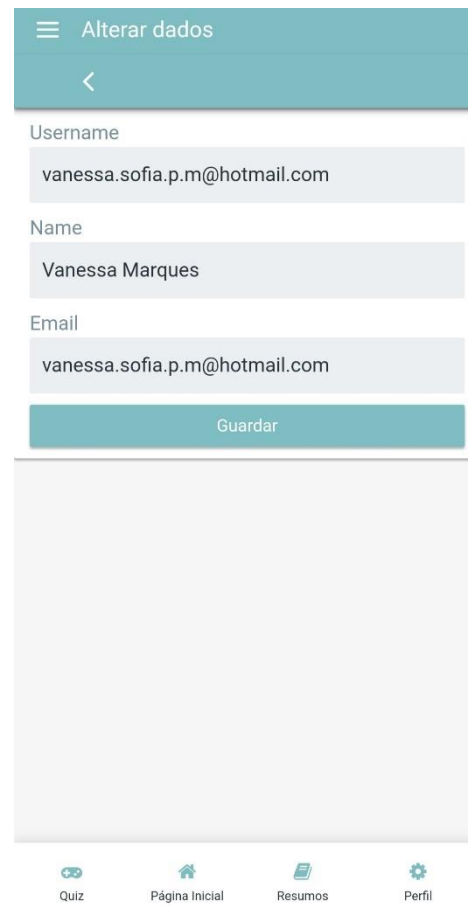 Alterar dados
Username
vanessa.sofia.p.m@hotmail.com
Name
Vanessa Marques
Email
vanessa.sofia.p.m@hotmail.com
Guardar
Quiz Página Inicial Resumos Perfil